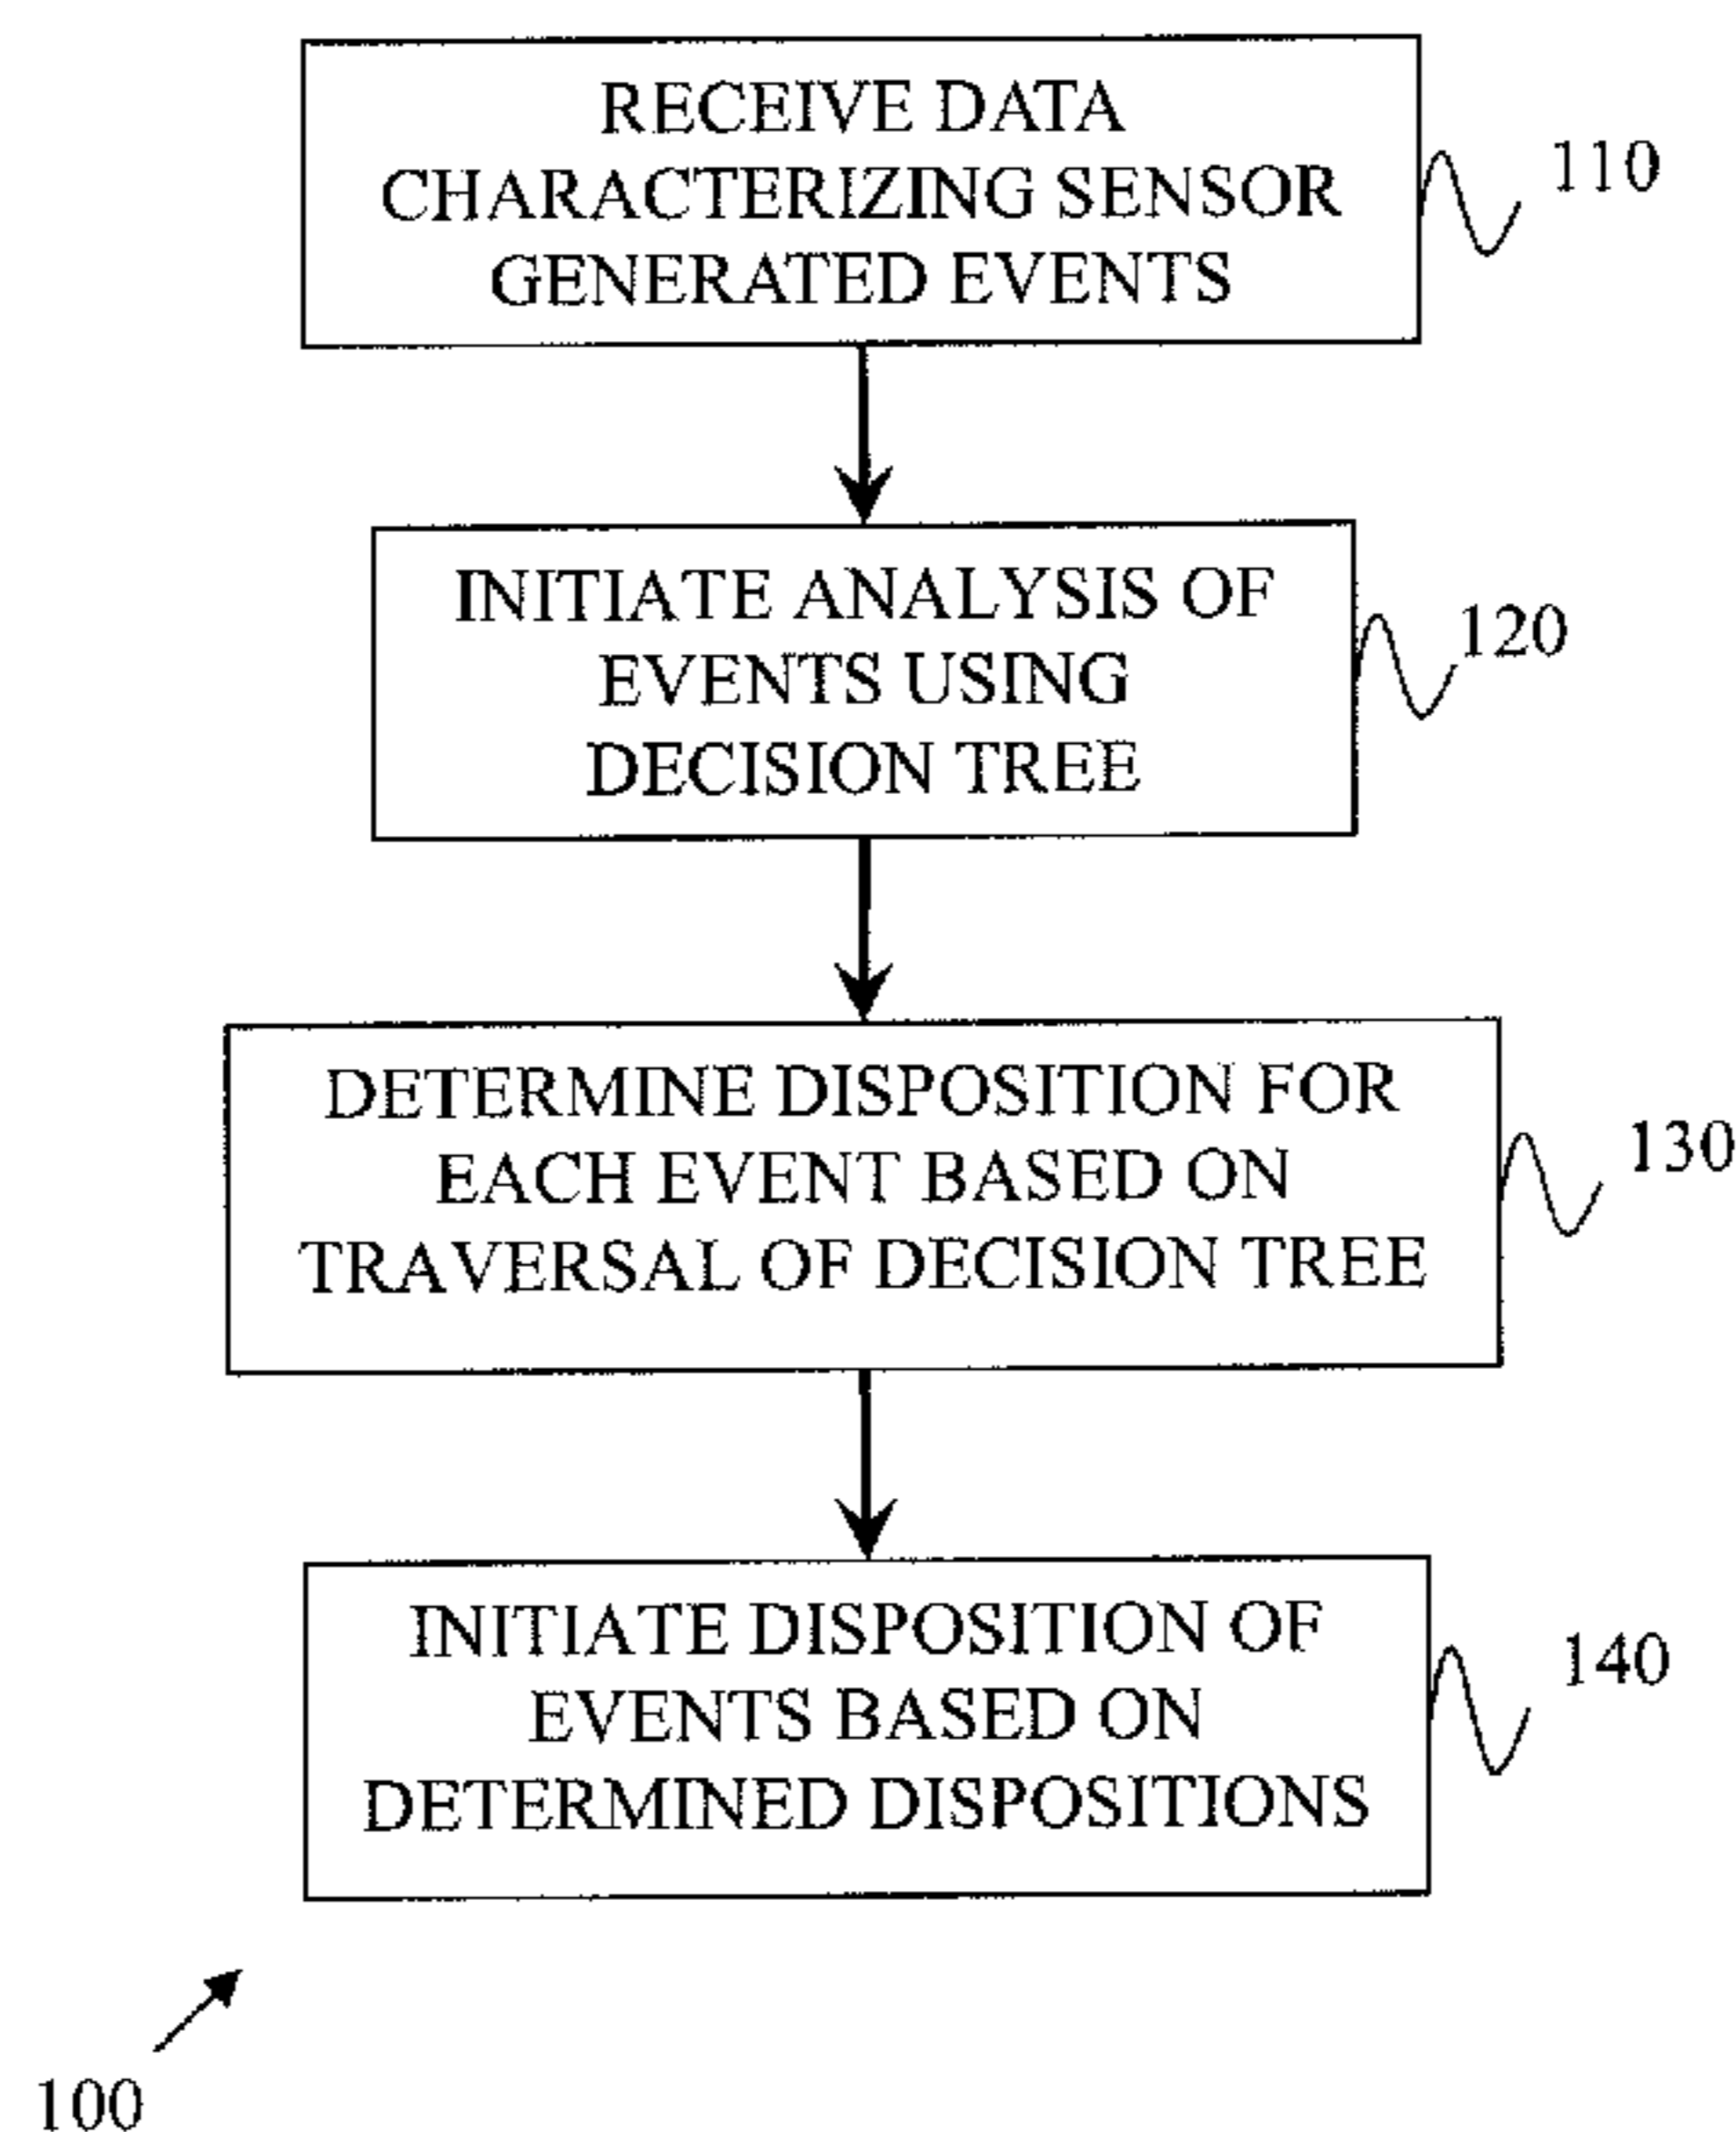 RECEIVE DATA
CHARACTERIZING SENSOR
GENERATED EVENTS
110
INITIATE ANALYSIS OF
EVENTS USING
DECISION TREE
120
DETERMINE DISPOSITION FOR
EACH EVENT BASED ON
TRAVERSAL OF DECISION TREE
130
INITIATE DISPOSITION OF
EVENTS BASED ON
DETERMINED DISPOSITIONS
140
100